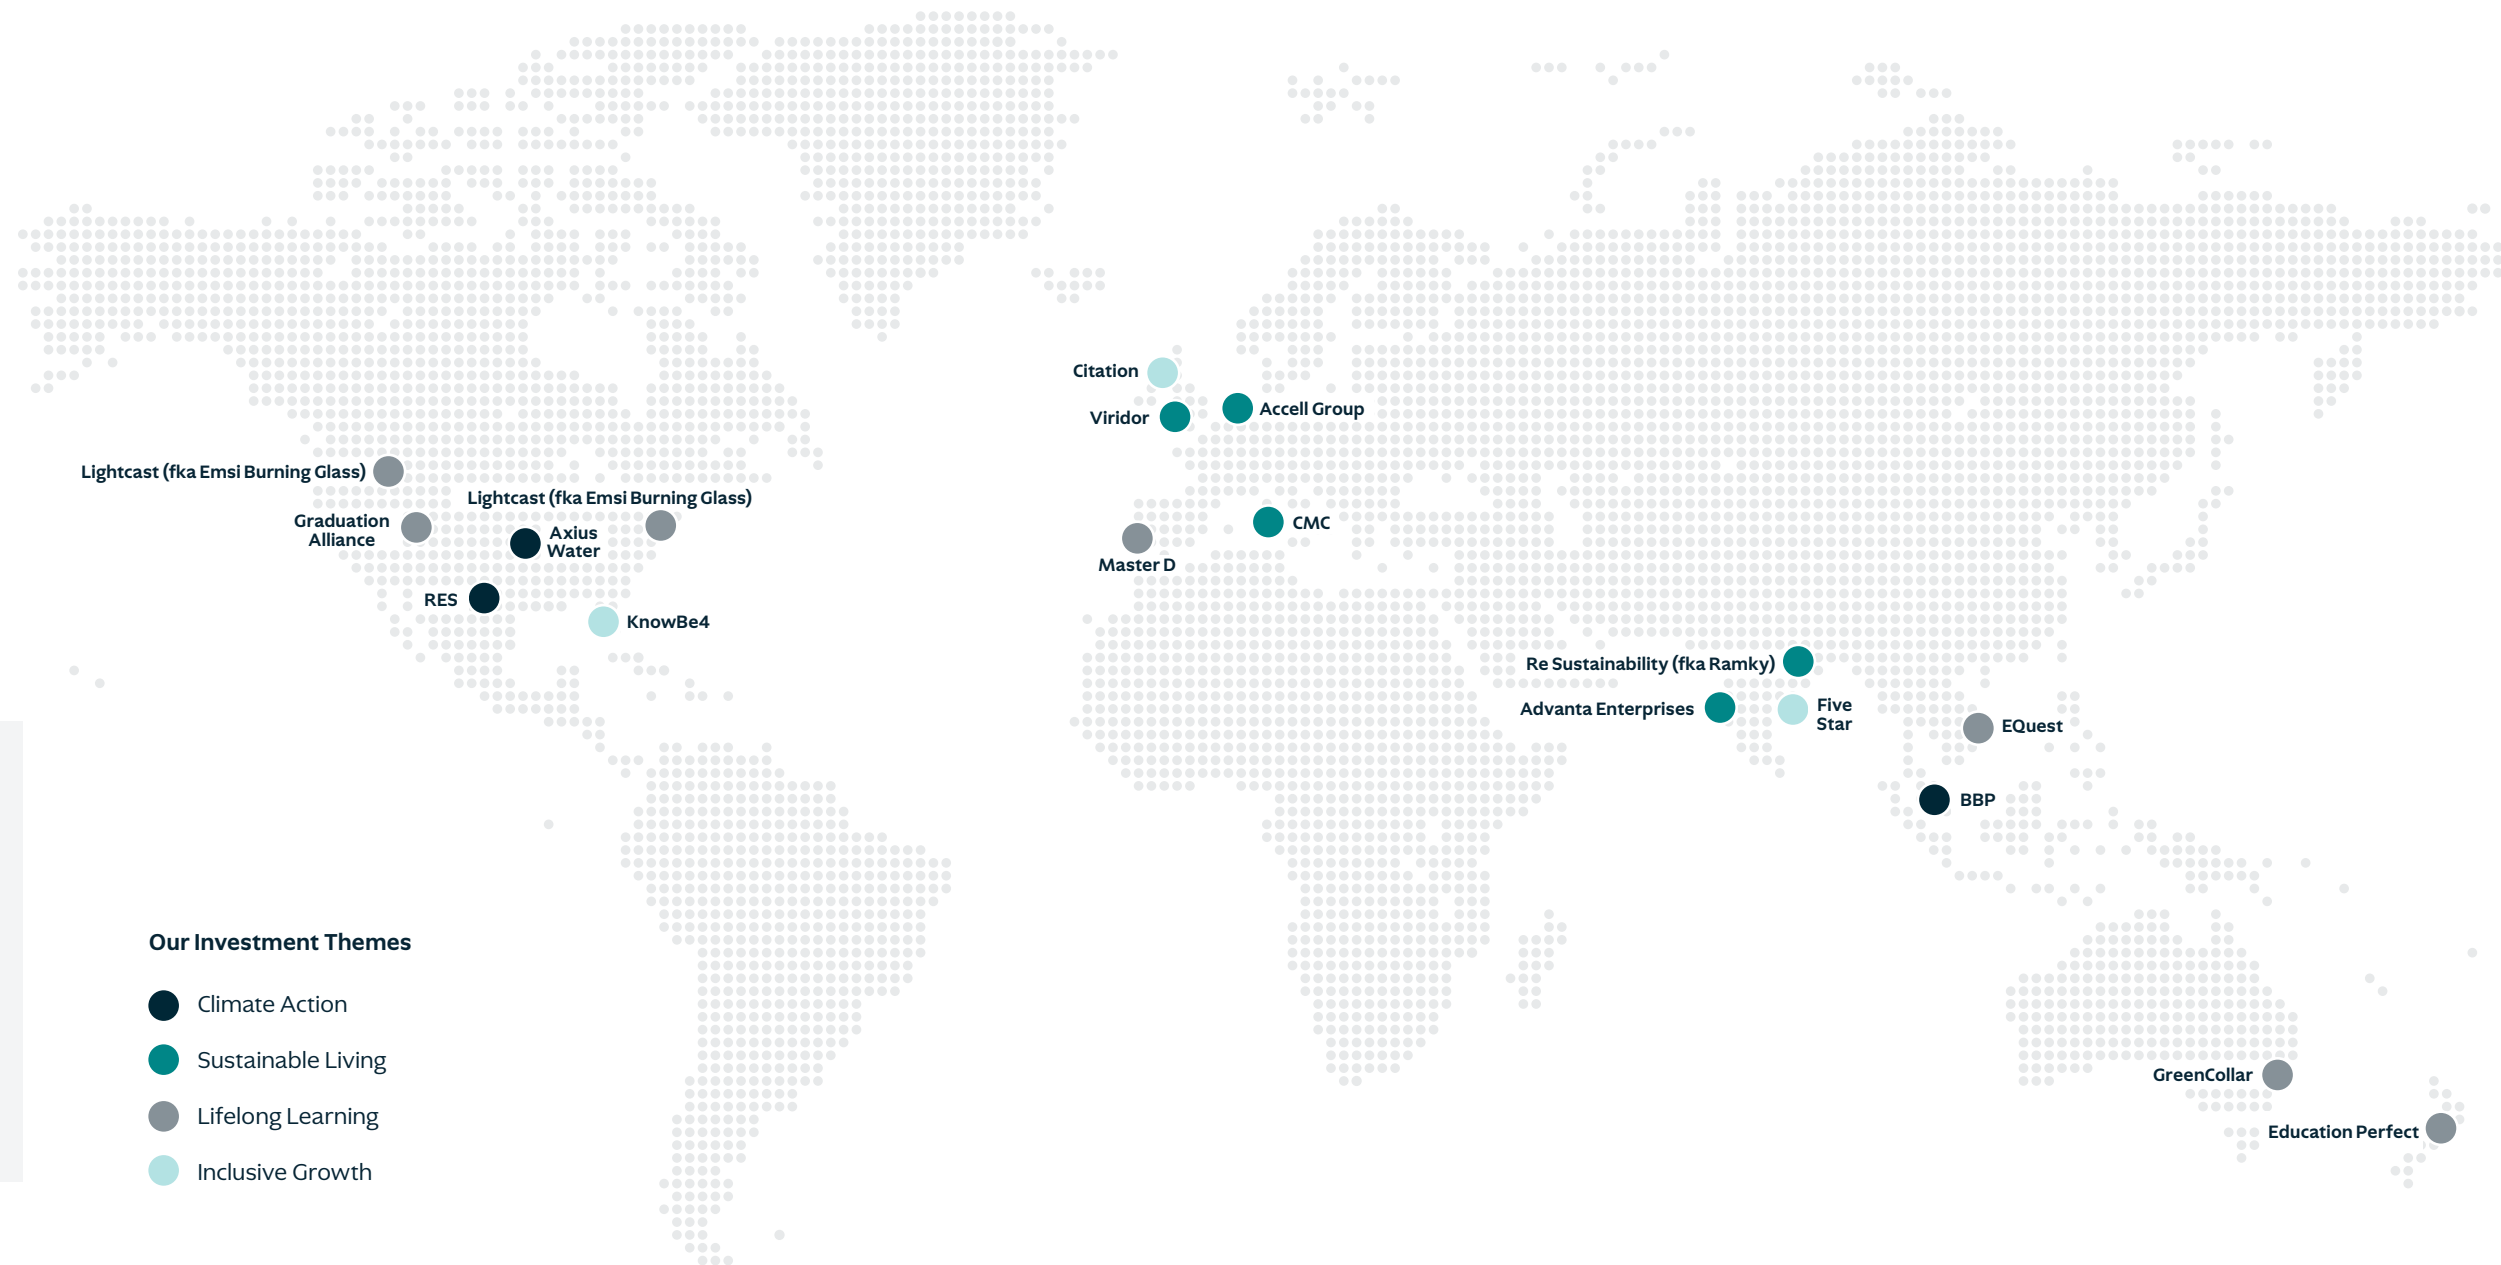 Citation
Accell Group
Viridor
Lightcast (fka Emsi Burning Glass)
Lightcast (fka Emsi Burning Glass)
Graduation
Alliance
Axius
Water
CMC
Master D
RES
KnowBe4
Re Sustainability (fka Ramky)
Advanta Enterprises
Five
Star
EQuest
BBP
Our Investment Themes
Climate Action
Sustainable Living
Lifelong Learning
Inclusive Growth
GreenCollar
Education Perfect